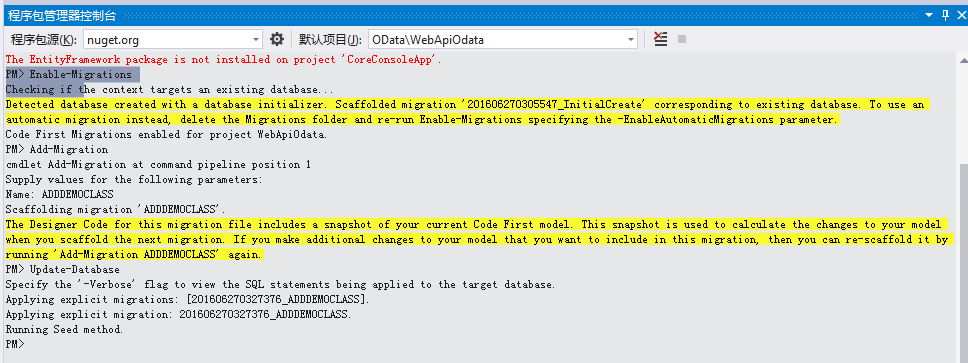 程序包管理器控制台
程序包源(K): nuget.org 默认项目(J): OData\WebApiOdata
The EntityFramework package is not installed on project 'CoreConsoleApp'.
PM> Enable-Migrations
Checking if the context targets an existing database...
Detected database created with a database initializer. Scaffolded migration '201606270305547_InitialCreate' corresponding to existing database. To use an
automatic migration instead, delete the Migrations folder and re-run Enable-Migrations specifying the -EnableAutomaticMigrations parameter.
Code First Migrations enabled for project WebApiOdata.
PM> Add-Migration
cmdlet Add-Migration at command pipeline position 1
Supply values for the following parameters:
Name: ADDDEMOCLASS
Scaffolding migration 'ADDDEMOCLASS'.
The Designer Code for this migration file includes a snapshot of your current Code First model. This snapshot is used to calculate the changes to your model
when you scaffold the next migration. If you make additional changes to your model that you want to include in this migration, then you can re-scaffold it by
running 'Add-Migration ADDDEMOCLASS' again.
PM> Update-Database
Specify the '-Verbose' flag to view the SQL statements being applied to the target database.
Applying explicit migrations: [201606270327376_ADDDEMOCLASS].
Applying explicit migration: 201606270327376_ADDDEMOCLASS.
Running Seed method.
PM>